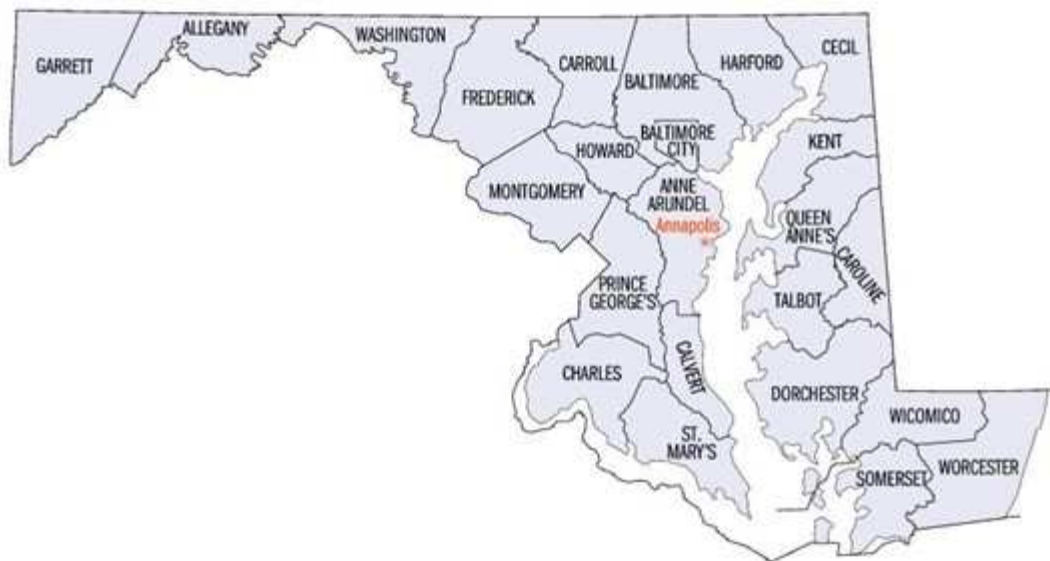 ALLEGANY
WASHINGTON
GARRETT
CARROLL
HARFORD
CECIL
BALTIMORE
FREDERICK
BALTIMORE
CITY
KENT
HOWARD
MONTGOMERY
ANNE
ARUNDEL
Annapolis
QUEEN
ANNE'S
CAROLINE
PRINCE
GEORGE'S
TALBOT
CHARLES
CALVERT
DORCHESTER
WICOMICO
ST.
MARY'S
SOMERSET
WORCESTER